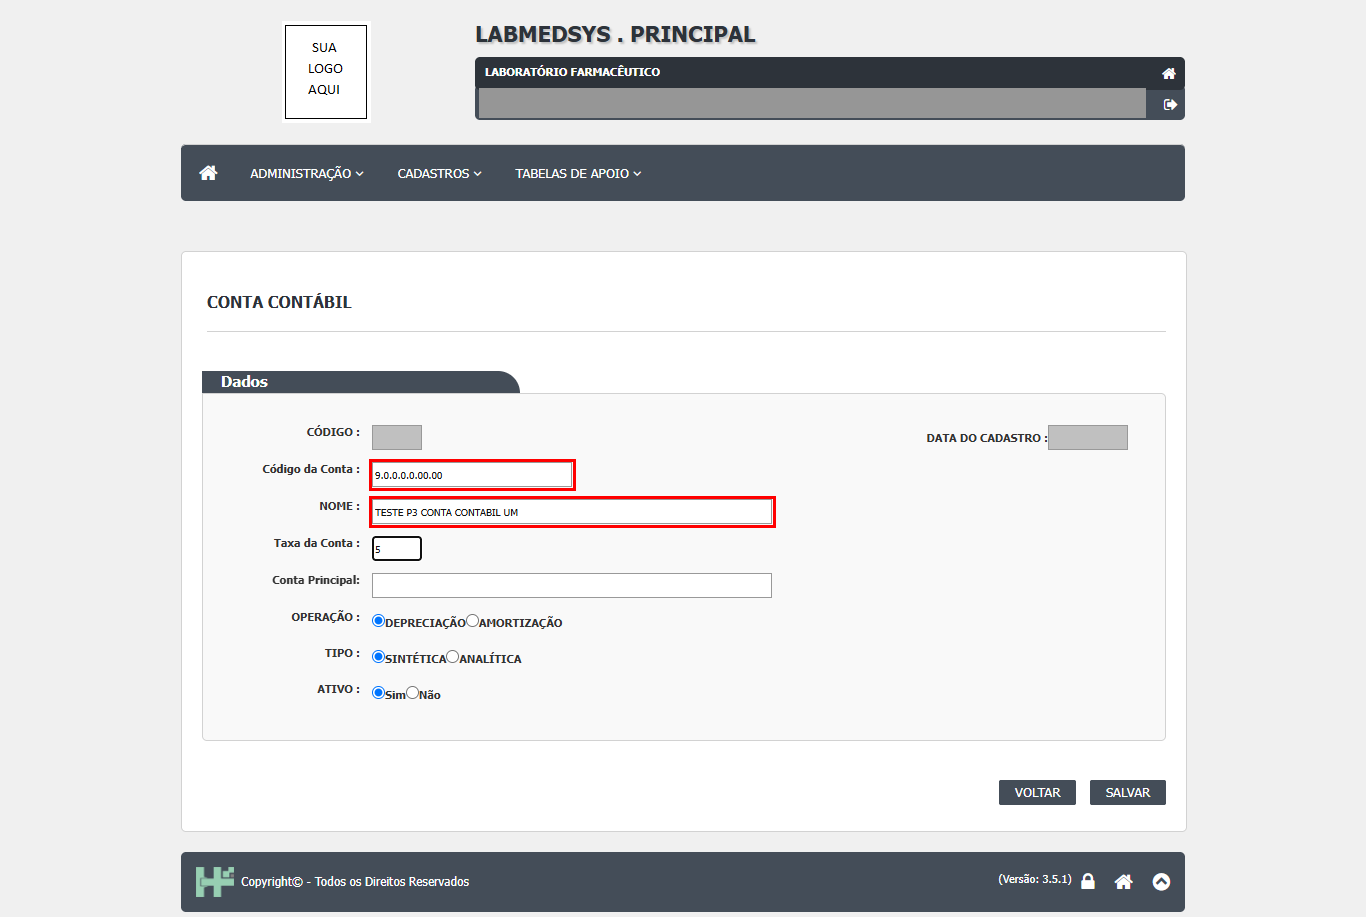 SUA
LOGO
AQUI
LABMEDSYS . PRINCIPAL
LABORATÓRIO FARMACÊUTICO
ADMINISTRAÇÃO CADASTROS TABELAS DE APOIO
CONTA CONTÁBIL
Dados
CÓDIGO : DATA DO CADASTRO :
Código da Conta : 9.0.0.0.0.00.00
NOME : TESTE P3 CONTA CONTABIL UM
Taxa da Conta : 5
Conta Principal:
OPERAÇÃO : DEPRECIAÇÃO AMORTIZAÇÃO
TIPO : SINTÉTICA ANALÍTICA
ATIVO : Sim Não
VOLTAR SALVAR
Copyright© - Todos os Direitos Reservados (Versão: 3.5.1)